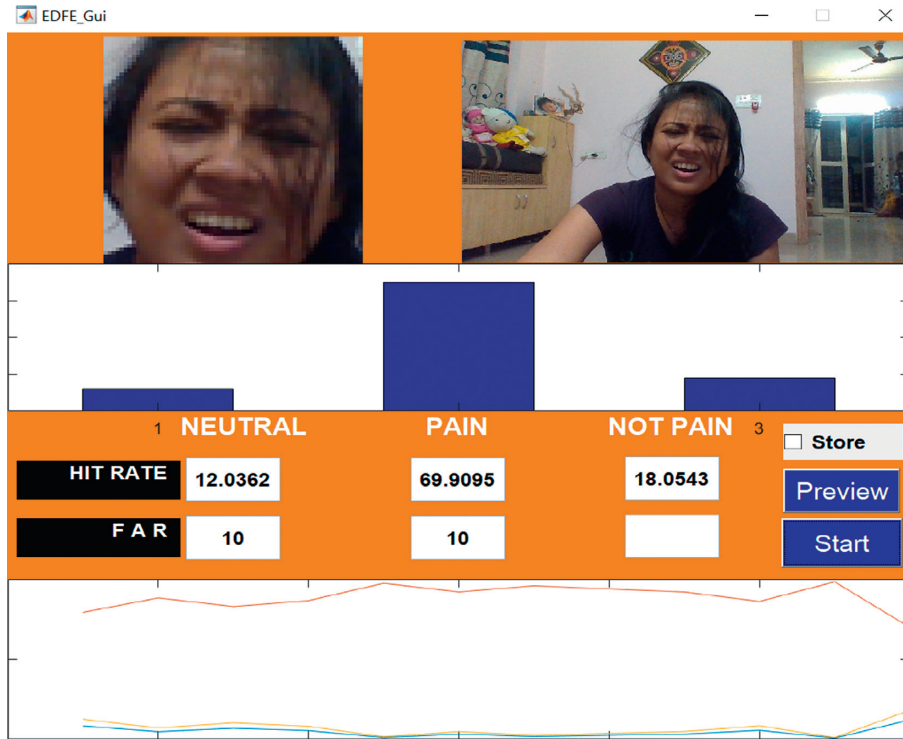 EDFE_Gui
1 NEUTRAL PAIN NOT PAIN 3
Store
HIT RATE 12.0362 69.9095 18.0543
Preview
F A R 10 10
Start